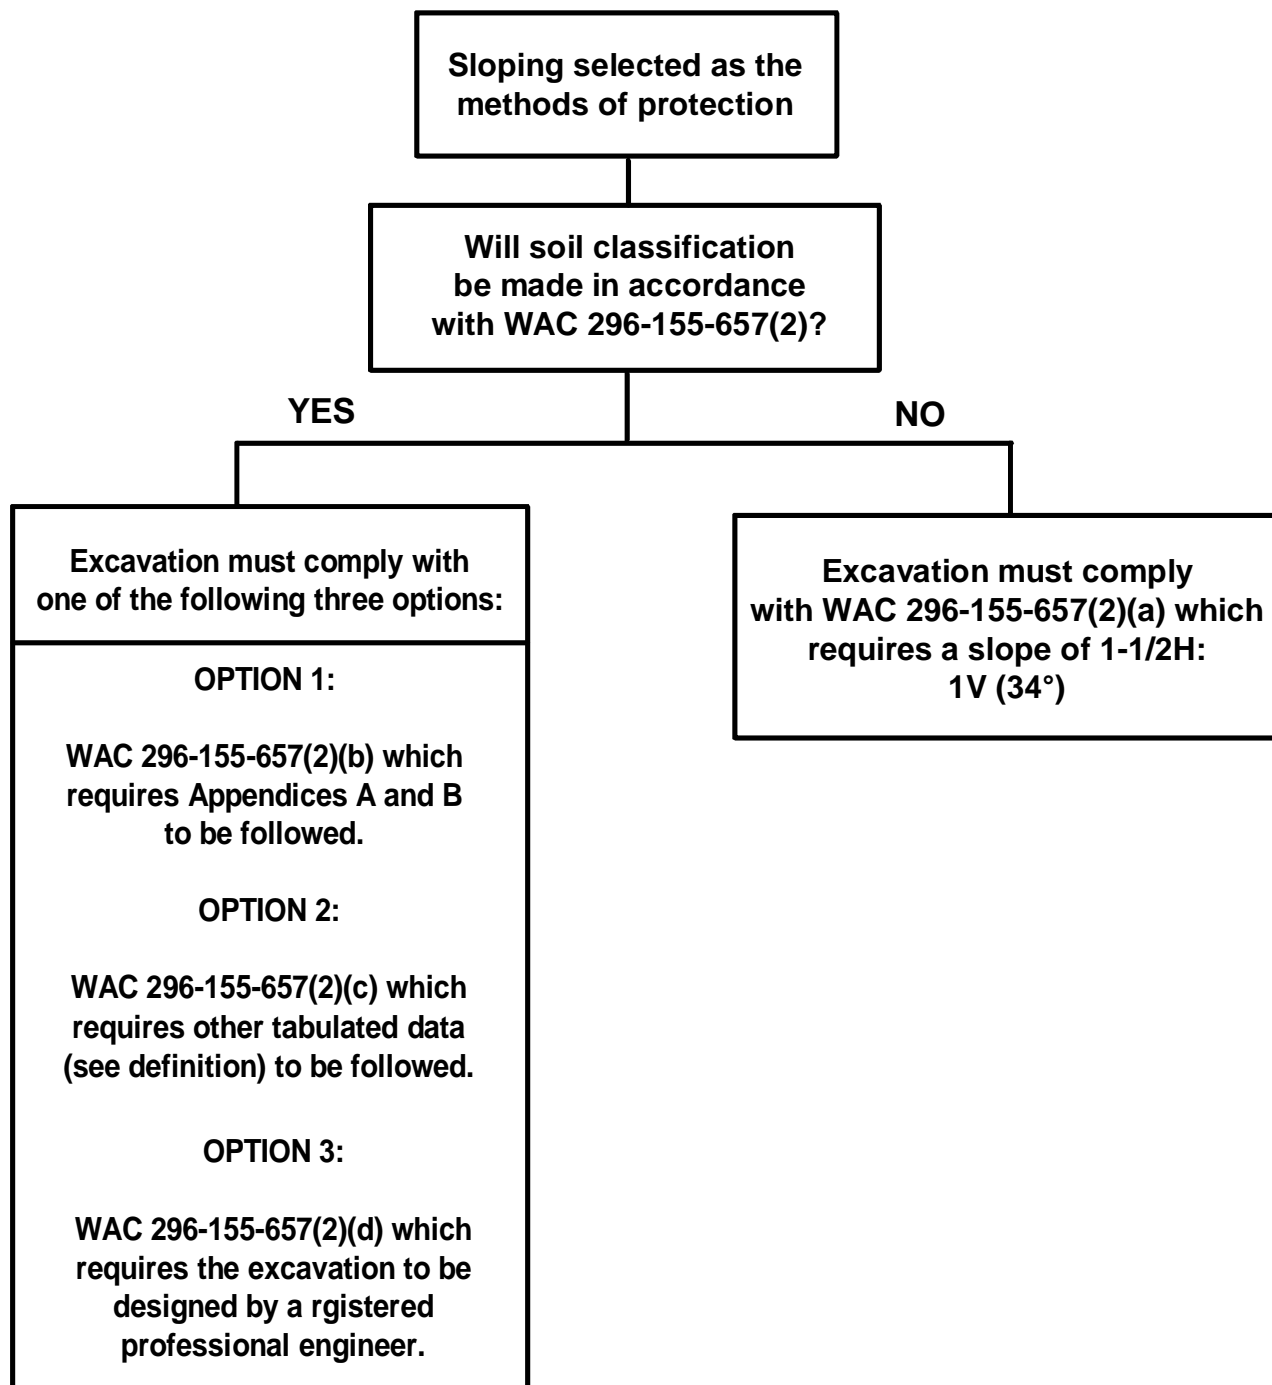 Sloping selected as the
methods of protection
Will soil classification
be made in accordance
with WAC 296-155-657(2)?
YES
NO
Excavation must comply with
one of the following three options:
OPTION 1:
WAC 296-155-657(2)(b) which
requires Appendices A and B
to be followed.
OPTION 2:
WAC 296-155-657(2)(c) which
requires other tabulated data
(see definition) to be followed.
OPTION 3:
WAC 296-155-657(2)(d) which
requires the excavation to be
designed by a rgistered
professional engineer.
Excavation must comply
with WAC 296-155-657(2)(a) which
requires a slope of 1-1/2H:
1V (34°)